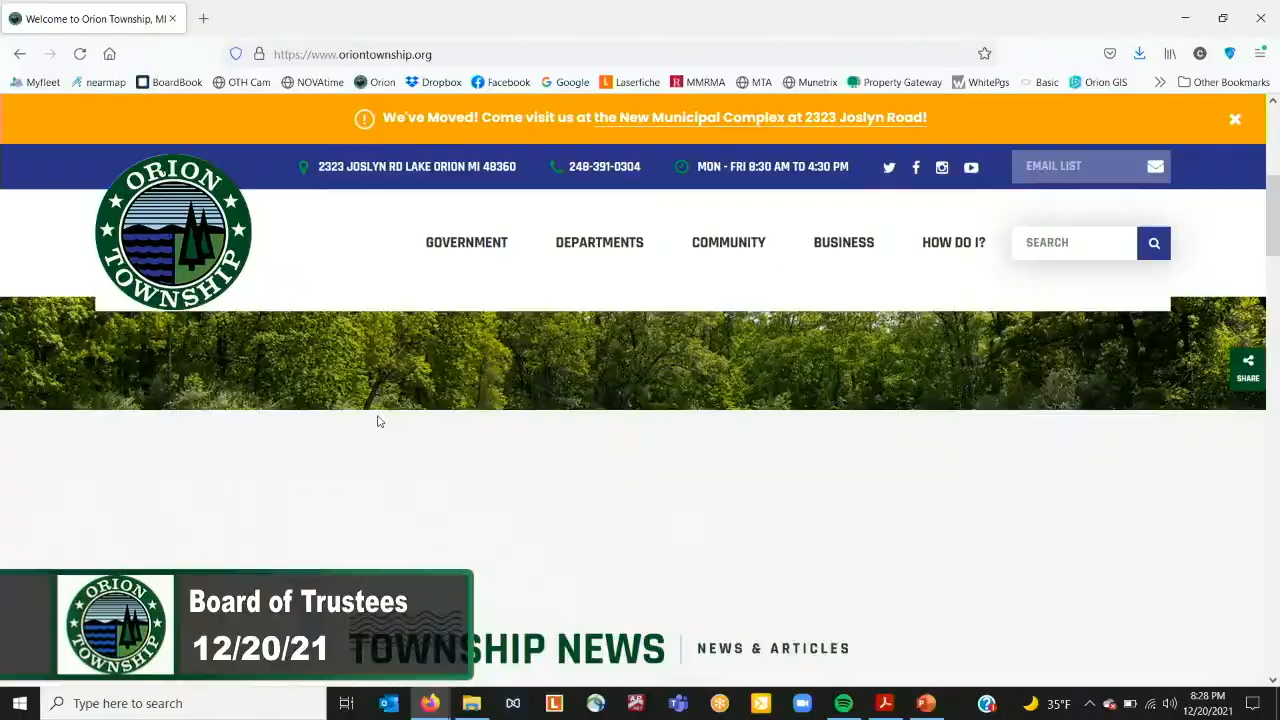 Welcome to Orion Township, MI
https://www.oriontownship.org
Myfleet nearmap BoardBook OTH Cam NOVAtime Orion Dropbox Facebook Google Laserfiche MMRMA MTA Munetrix Property Gateway WhitePgs Basic Orion GIS Other Bookmarks
We've Moved! Come visit us at the New Municipal Complex at 2323 Joslyn Road!
2323 JOSLYN RD LAKE ORION MI 48360 248-391-0304 MON - FRI 8:30 AM TO 4:30 PM EMAIL LIST
ORION
TOWNSHIP
GOVERNMENT DEPARTMENTS COMMUNITY BUSINESS HOW DO I? SEARCH
SHARE
ORION
TOWNSHIP
Board of Trustees
12/20/21
TOWNSHIP NEWS NEWS & ARTICLES
Type here to search
35°F
8:28 PM
12/20/2021